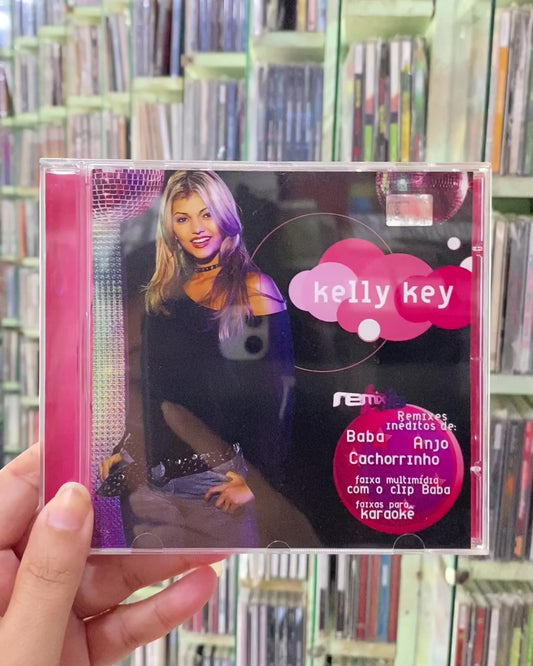 kelly key
remix
Remixes
inéditos de:
Baba Anjo
Cachorrinho
faixa multimídia
com o clip Baba
faixas para
karaokê